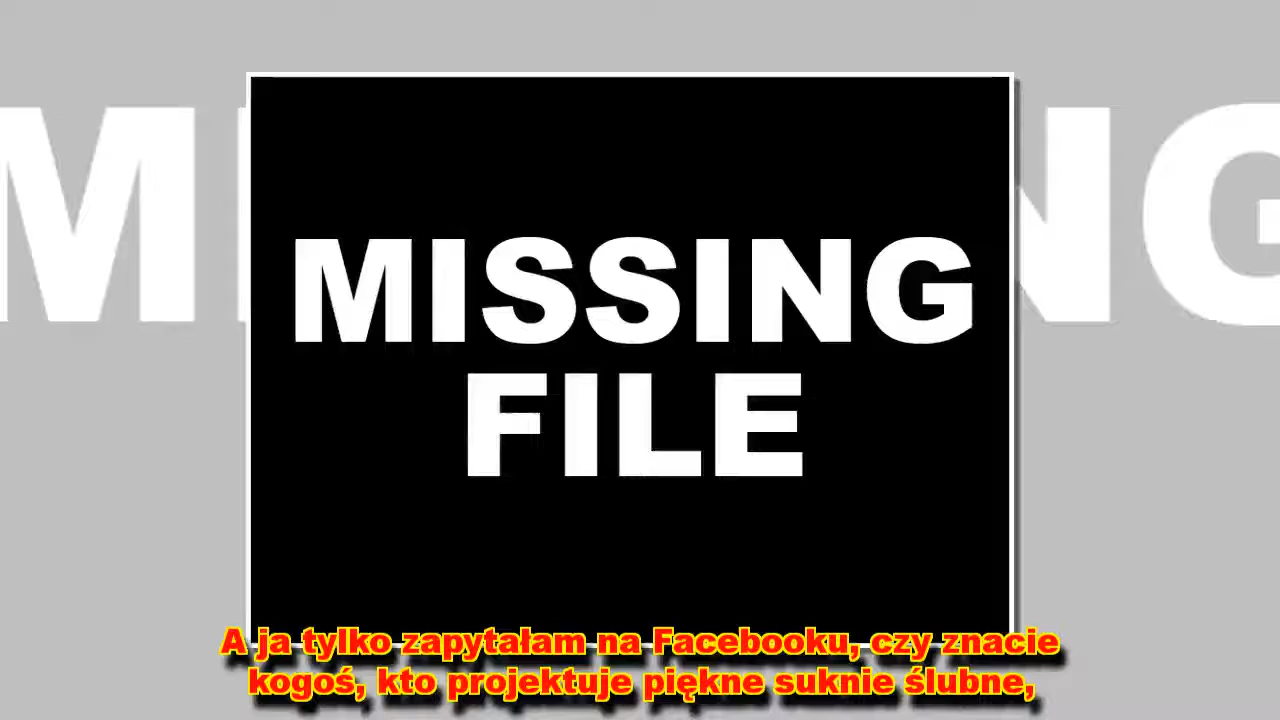 MISSING
FILE
A ja tylko zapytałam na Facebooku, czy znacie
kogoś, kto projektuje piękne suknie ślubne,